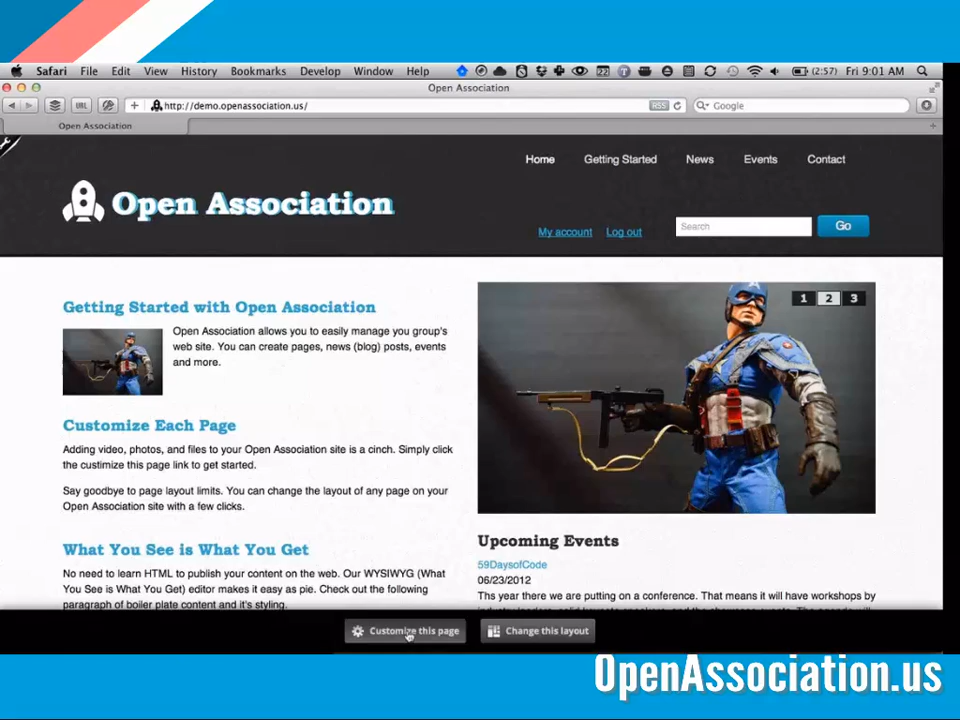 Safari File Edit View History Bookmarks Develop Window Help 22 (2:57) Fri 9:01 AM
Open Association
URL http://demo.openassociation.us/ RSS Google
Open Association
Home Getting Started News Events Contact
Open Association
My account Log out Search Go
Getting Started with Open Association
Open Association allows you to easily manage you group's
web site. You can create pages, news (blog) posts, events
and more.
Customize Each Page
Adding video, photos, and files to your Open Association site is a cinch. Simply click
the custimize this page link to get started.
Say goodbye to page layout limits. You can change the layout of any page on your
Open Association site with a few clicks.
What You See is What You Get
No need to learn HTML to publish your content on the web. Our WYSIWYG (What
You See is What You Get) editor makes it easy as pie. Check out the following
paragraph of boiler plate content and it's styling.
1 2 3
Upcoming Events
59DaysofCode
06/23/2012
Ths year there we are putting on a conference. That means it will have workshops by
Customize this page Change this layout
OpenAssociation.us